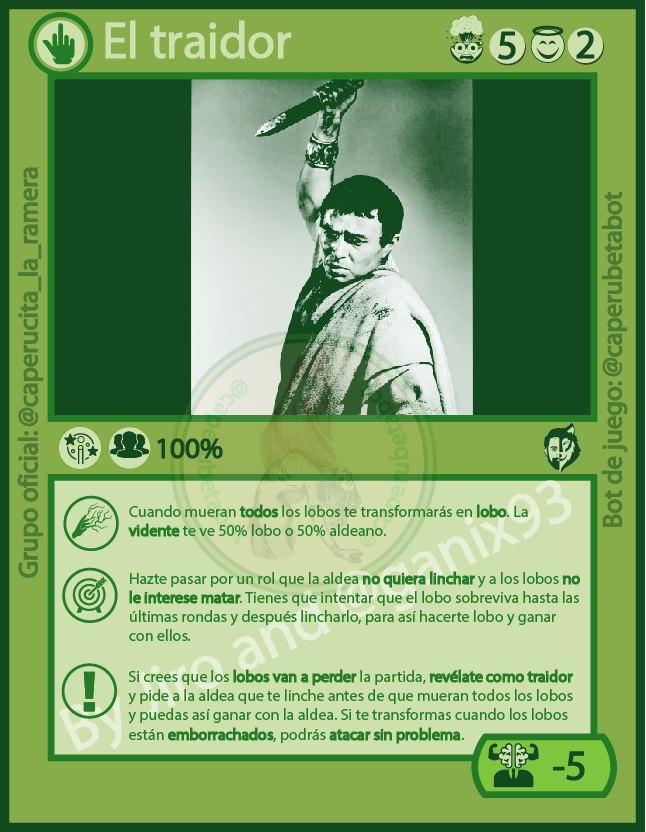 El traidor
5
2
Grupo oficial: @caperucita_la_ramera
Bot de juego: @caperubetabot
100%
Cuando mueran todos los lobos te transformarás en lobo. La
vidente te ve 50% lobo o 50% aldeano.
Hazte pasar por un rol que la aldea no quiera linchar y a los lobos no
le interese matar. Tienes que intentar que el lobo sobreviva hasta las
últimas rondas y después lincharlo, para así hacerte lobo y ganar
con ellos.
Si crees que los lobos van a perder la partida, revélate como traidor
y pide a la aldea que te linche antes de que mueran todos los lobos
y puedas así ganar con la aldea. Si te transformas cuando los lobos
están emborrachados, podrás atacar sin problema.
-5
By Jiro and @ganix93